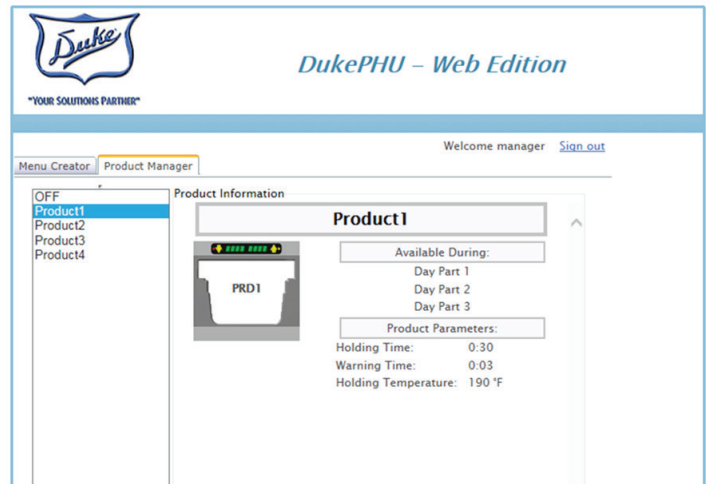 Duke
"YOUR SOLUTIONS PARTNER"
DukePHU – Web Edition
Welcome manager Sign out
Menu Creator Product Manager
OFF
Product1
Product2
Product3
Product4
Product Information
Product1
PRD1
Available During:
Day Part 1
Day Part 2
Day Part 3
Product Parameters:
Holding Time: 0:30
Warning Time: 0:03
Holding Temperature: 190 °F